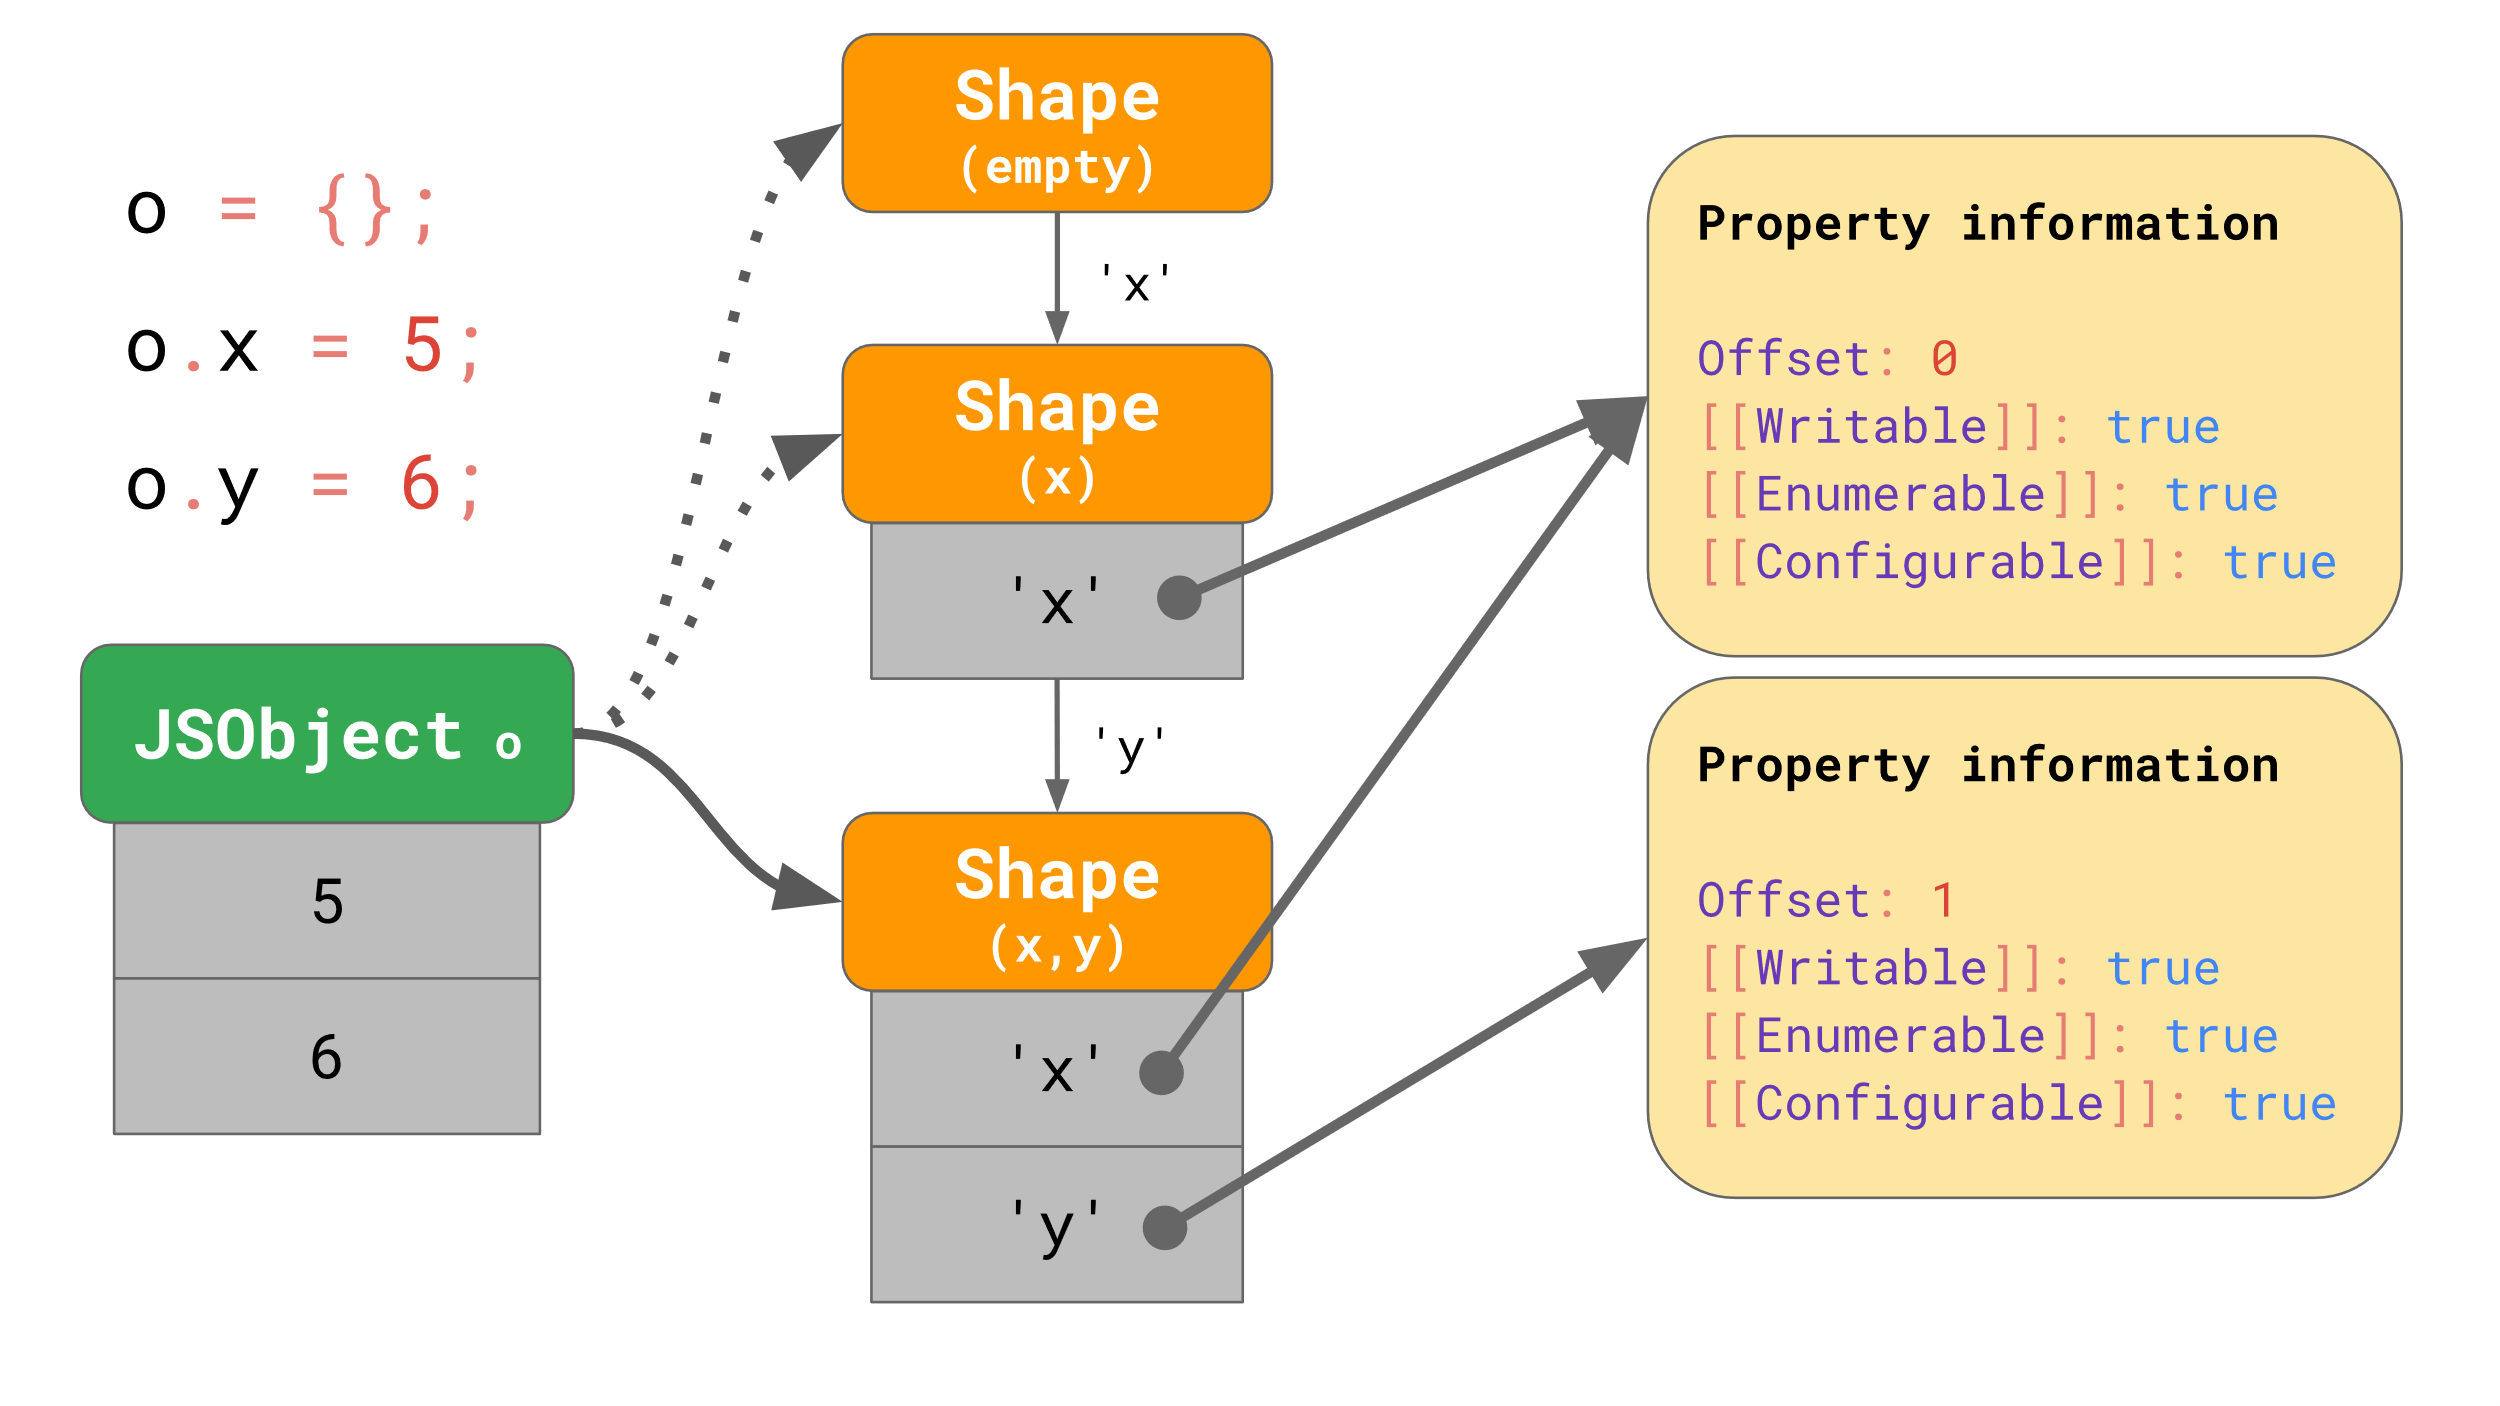 o = {};
o.x = 5;
o.y = 6;
JSObject o
5
6
Shape
(empty)
'x'
Shape
(x)
'x'
'y'
Shape
(x,y)
'x'
'y'
Property information
Offset: 0
[[Writable]]: true
[[Enumerable]]: true
[[Configurable]]: true
Property information
Offset: 1
[[Writable]]: true
[[Enumerable]]: true
[[Configurable]]: true